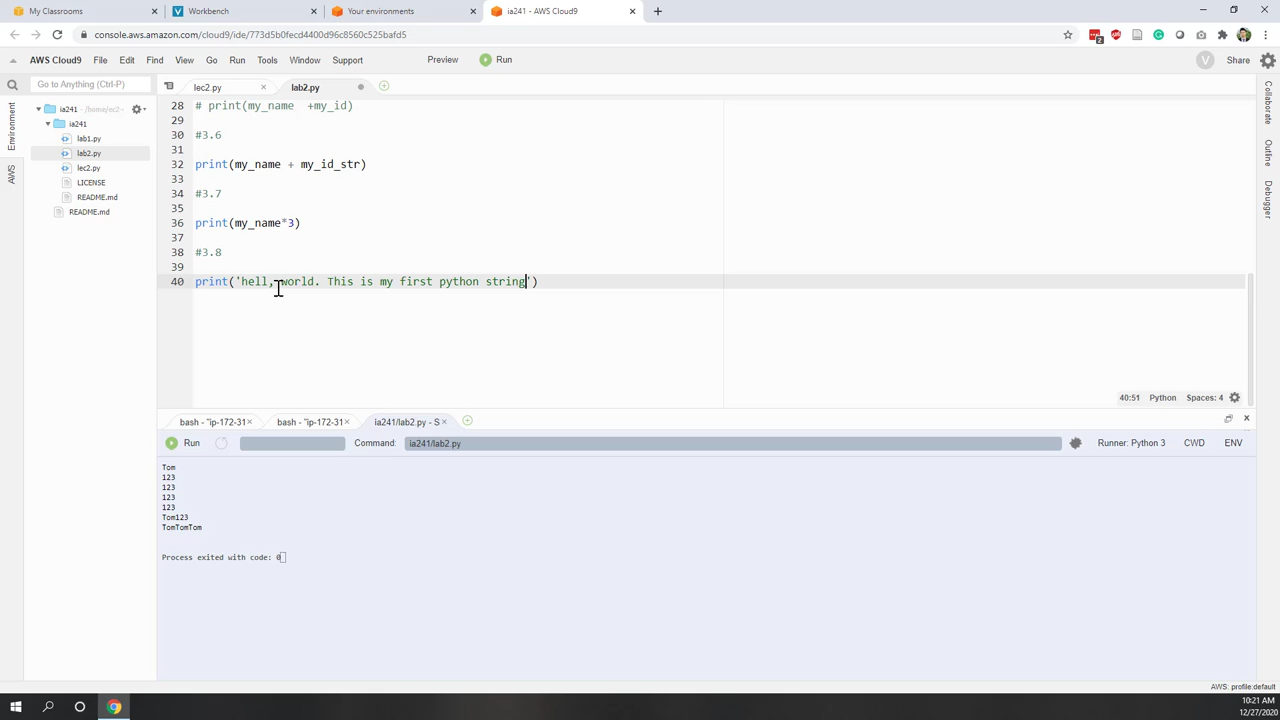 My Classrooms
Workbench
Your environments
ia241 - AWS Cloud9
console.aws.amazon.com/cloud9/ide/773d5b0fecd4400d96c8560c525bafd5
AWS Cloud9 File Edit Find View Go Run Tools Window Support Preview Run Share
Go to Anything (Ctrl-P)
lec2.py
lab2.py
Environment
AWS
ia241 - /home/ec2-
ia241
lab1.py
lab2.py
lec2.py
LICENSE
README.md
README.md
28 # print(my_name  +my_id)
29
30 #3.6
31
32 print(my_name + my_id_str)
33
34 #3.7
35
36 print(my_name*3)
37
38 #3.8
39
40 print('hell, world. This is my first python string')
40:51 Python Spaces: 4
Collaborate
Outline
Debugger
bash - "ip-172-31
bash - "ip-172-31
ia241/lab2.py - S
Run Command: ia241/lab2.py Runner: Python 3 CWD ENV
Tom
123
123
123
123
Tom123
TomTomTom
Process exited with code: 0
AWS: profile:default
10:21 AM
12/27/2020